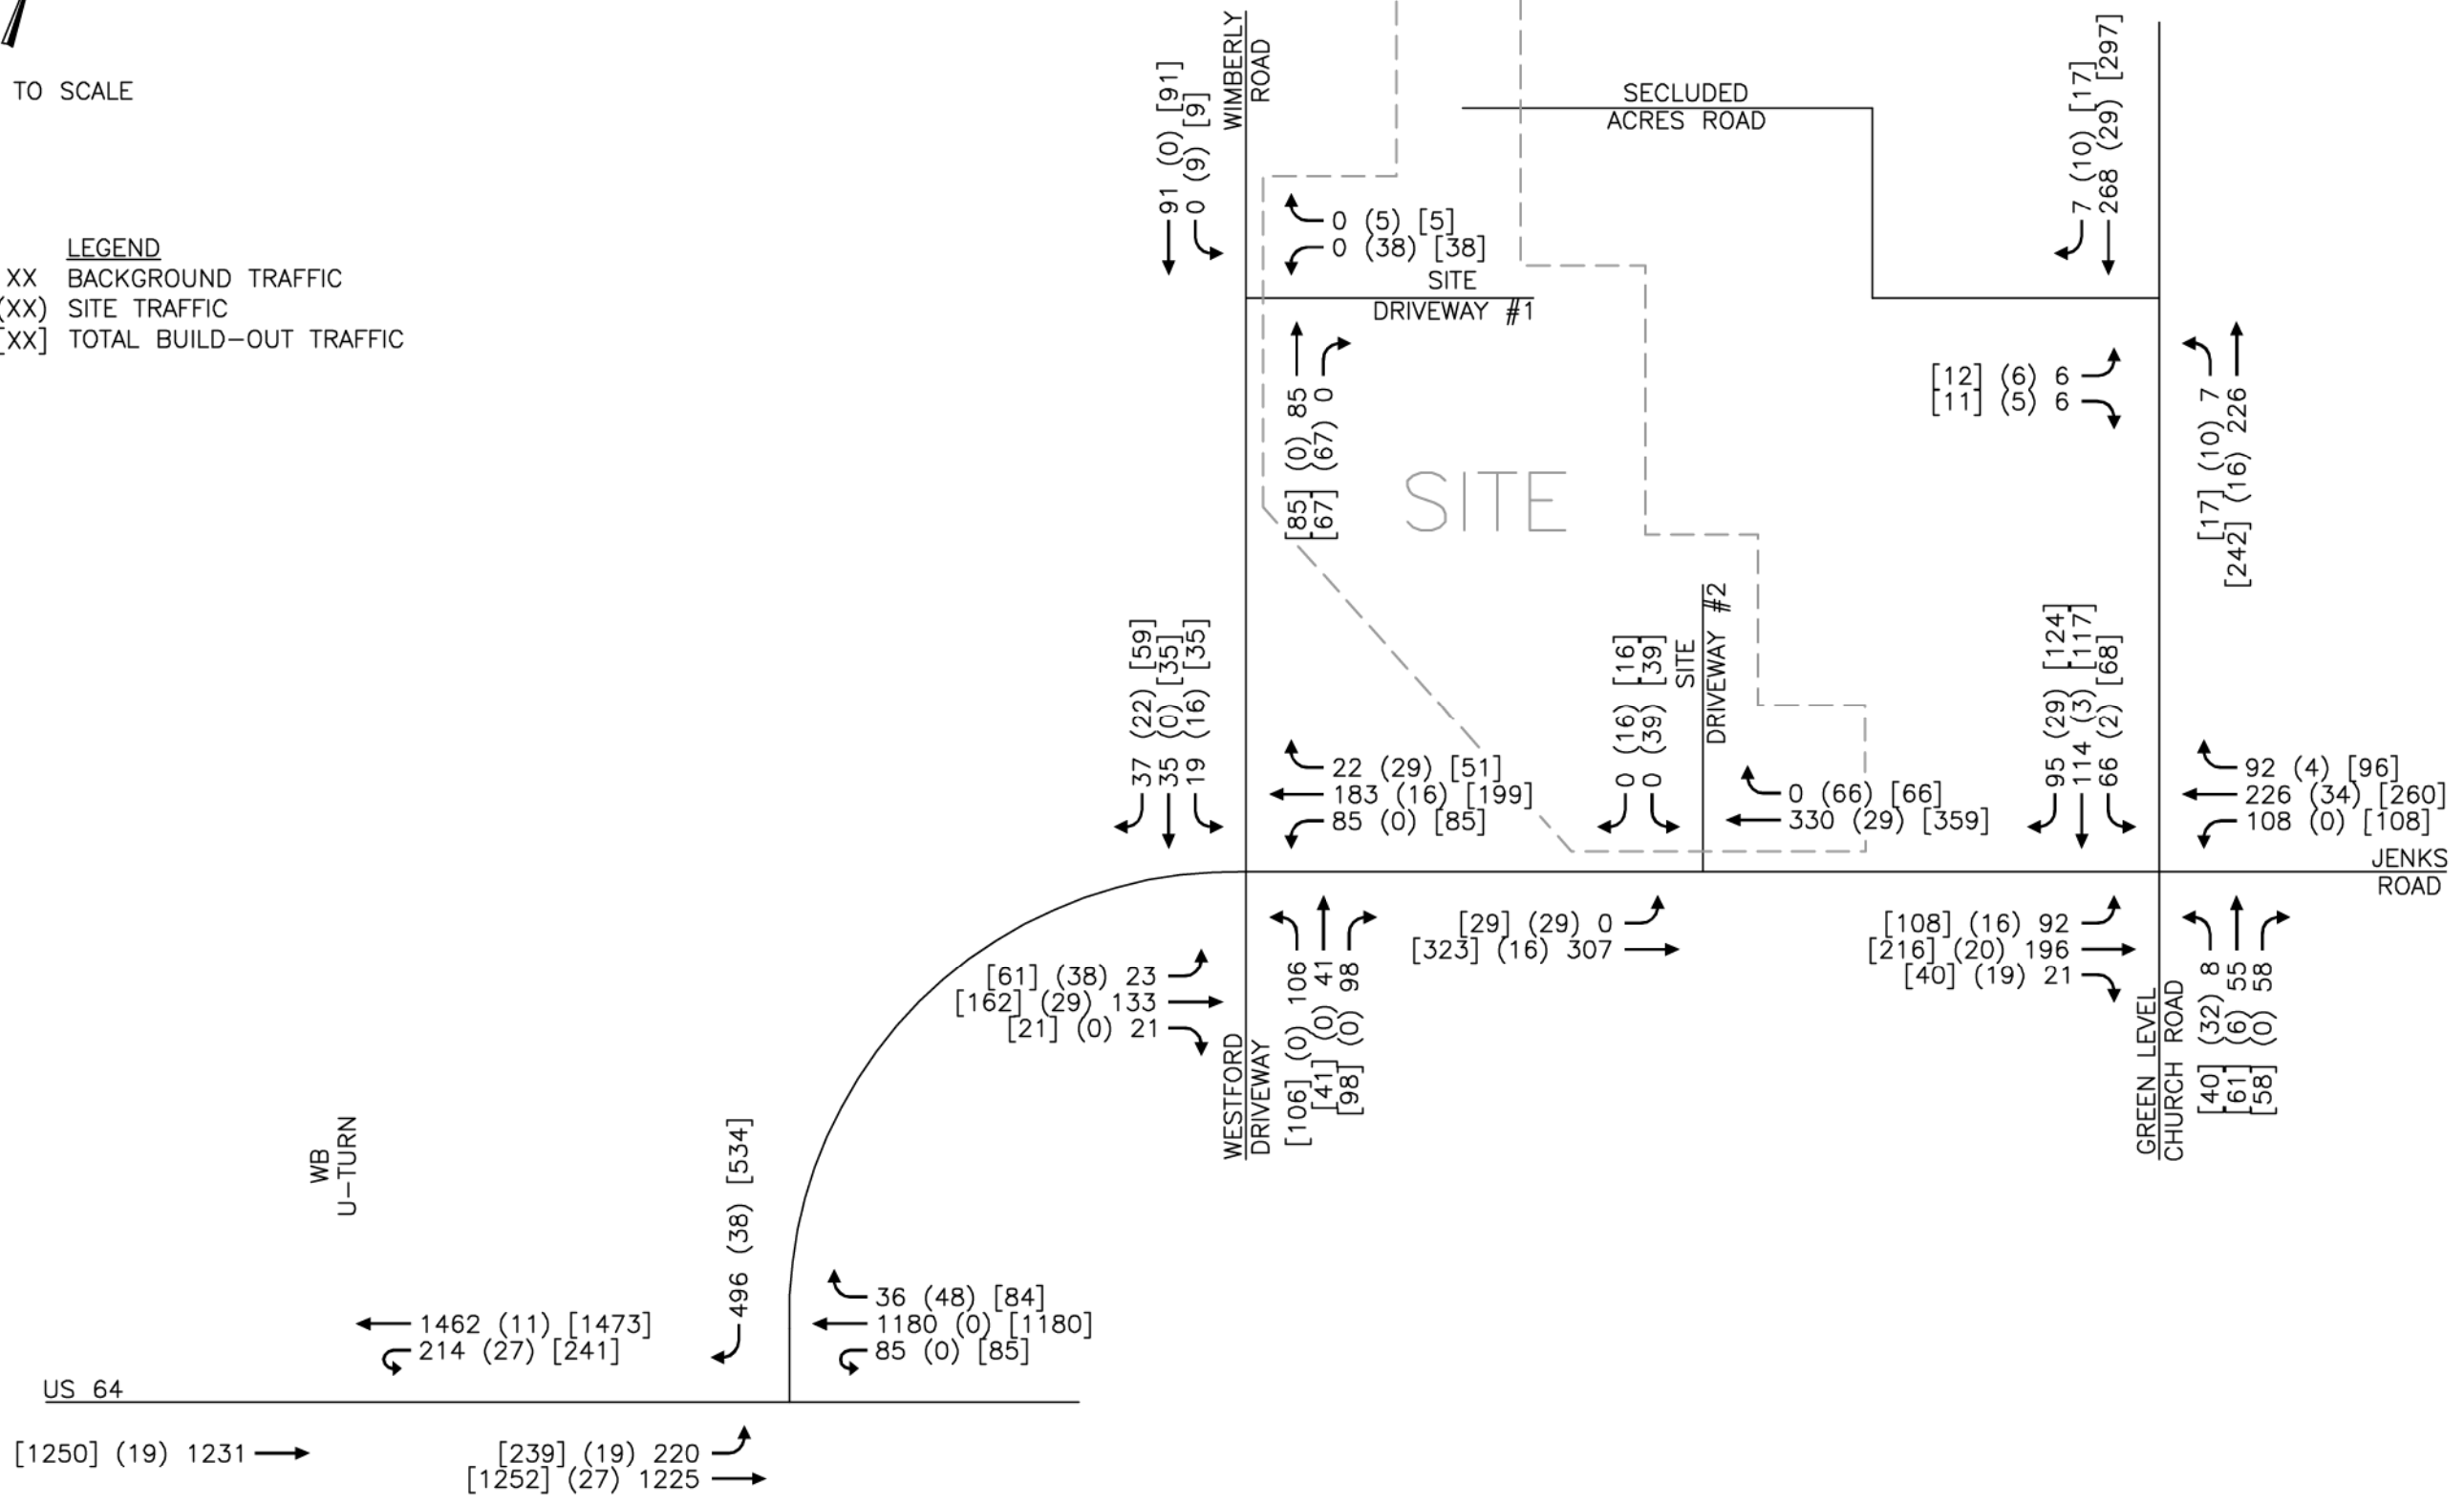 TO SCALE
LEGEND
XX BACKGROUND TRAFFIC
(XX) SITE TRAFFIC
[XX] TOTAL BUILD-OUT TRAFFIC
WIMBERLY
ROAD
91 (0) [91]
0 (9) [9]
0 (5) [5]
0 (38) [38]
SITE
DRIVEWAY #1
[85] (0) 85
[67] (67) 0
SECLUDED
ACRES ROAD
7 (10) [17]
268 (29) [297]
[12] (6) 6
[11] (5) 6
[17] (10) 7
[242] (16) 226
SITE
37 (22) [59]
35 (0) [35]
19 (16) [35]
22 (29) [51]
183 (16) [199]
85 (0) [85]
0 (16) [16]
0 (39) [39]
SITE
DRIVEWAY #2
0 (66) [66]
330 (29) [359]
95 (29) [124]
114 (3) [117]
66 (2) [68]
92 (4) [96]
226 (34) [260]
108 (0) [108]
JENKS
ROAD
[61] (38) 23
[162] (29) 133
[21] (0) 21
WESTFORD
DRIVEWAY
[106] (0) 106
[41] (0) 41
[98] (0) 98
[29] (29) 0
[323] (16) 307
[108] (16) 92
[216] (20) 196
[40] (19) 21
GREEN LEVEL
CHURCH ROAD
[40] (32) 8
[61] (6) 55
[58] (0) 58
WB
U-TURN
496 (38) [534]
1462 (11) [1473]
214 (27) [241]
36 (48) [84]
1180 (0) [1180]
85 (0) [85]
US 64
[1250] (19) 1231
[239] (19) 220
[1252] (27) 1225